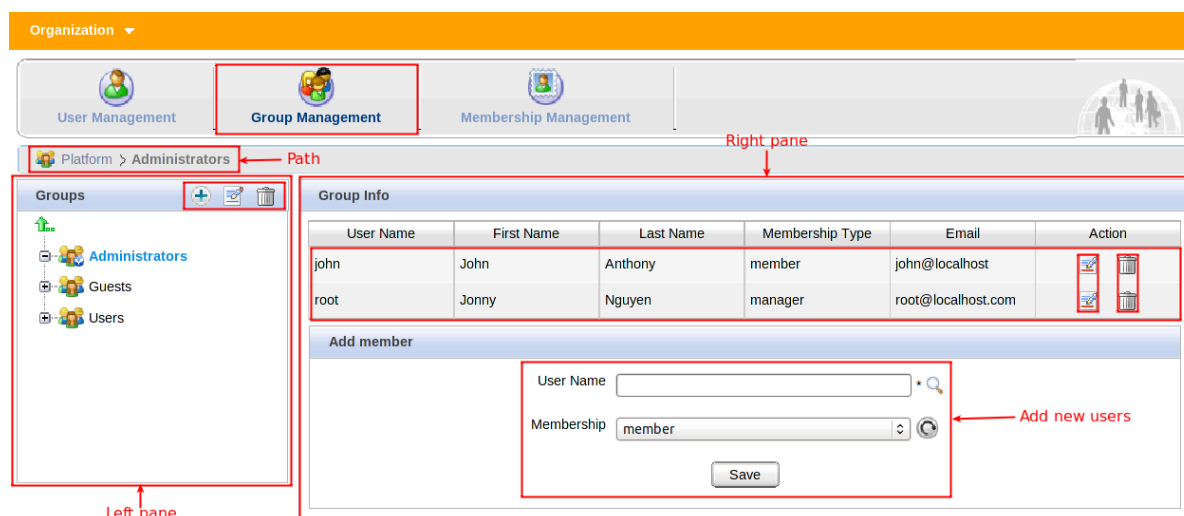 Organization
User Management Group Management Membership Management
Right pane
Platform > Administrators Path
Groups Group Info
User Name First Name Last Name Membership Type Email Action
Administrators john John Anthony member john@localhost
Guests
root Jonny Nguyen manager root@localhost.com
Users
Add member
User Name *
Membership member
Add new users
Save
Left pane